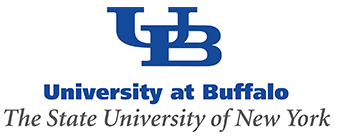 UB
University at Buffalo
The State University of New York